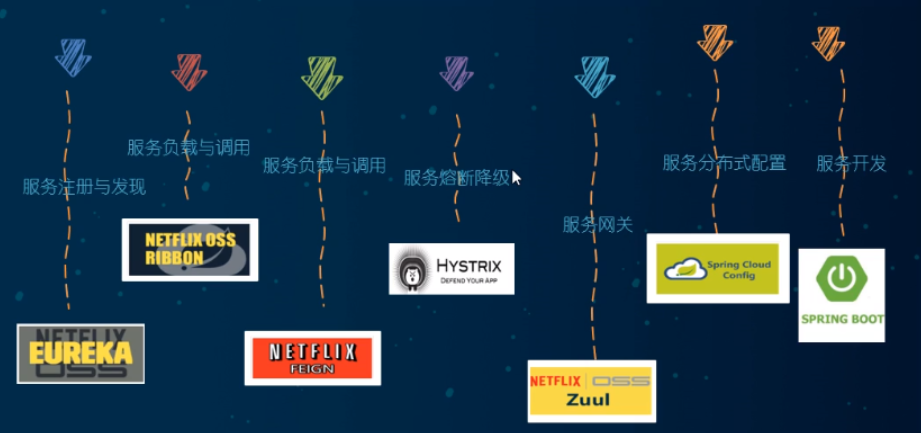 服务注册与发现
NETFLIX
EUREKA
OSS
服务负载与调用
NETFLIX OSS
RIBBON
服务负载与调用
NETFLIX
FEIGN
服务熔断降级
HYSTRIX
DEFEND YOUR APP
服务网关
NETFLIX OSS
Zuul
服务分布式配置
Spring Cloud
Config
服务开发
SPRING BOOT